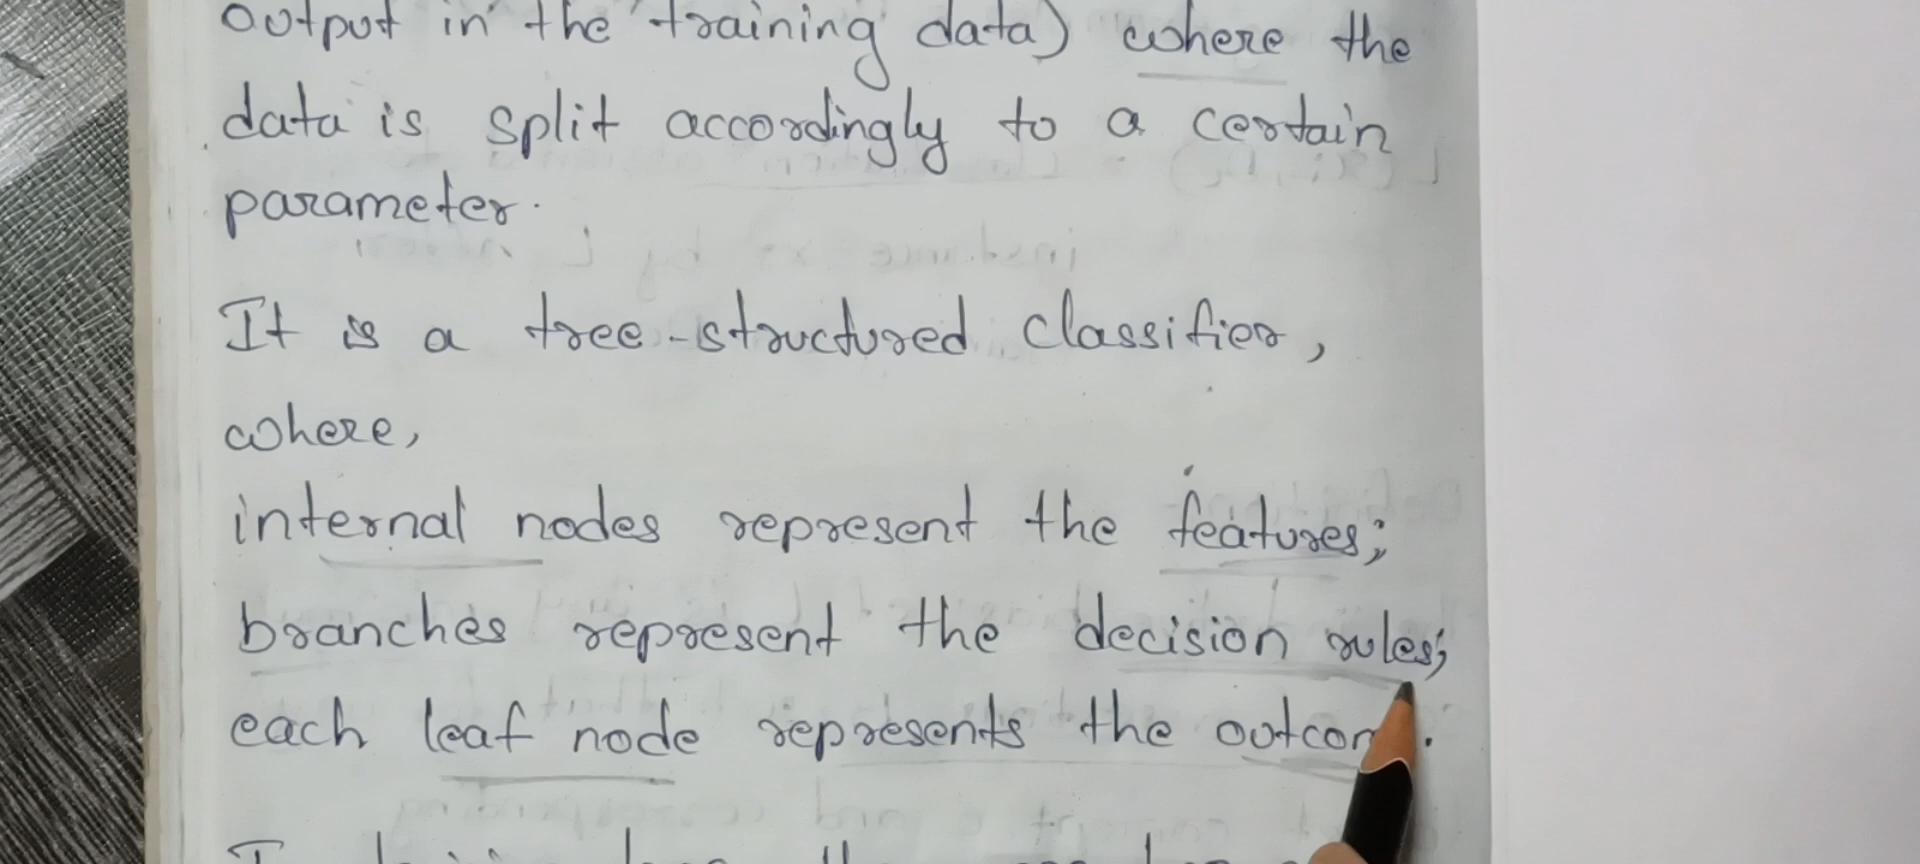 output in the training data) where the
data is split accordingly to a certain
parameter.
It is a tree-structured classifier,
where,
internal nodes represent the features;
branches represent the decision rules;
each leaf node represents the